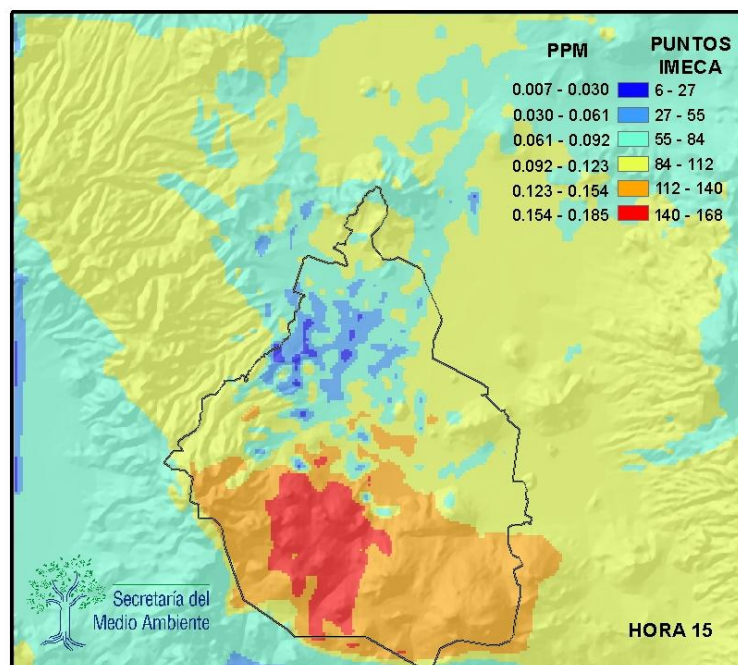 PPM PUNTOS IMECA
0.007 - 0.030 6 - 27
0.030 - 0.061 27 - 55
0.061 - 0.092 55 - 84
0.092 - 0.123 84 - 112
0.123 - 0.154 112 - 140
0.154 - 0.185 140 - 168
Secretaría del
Medio Ambiente
HORA 15